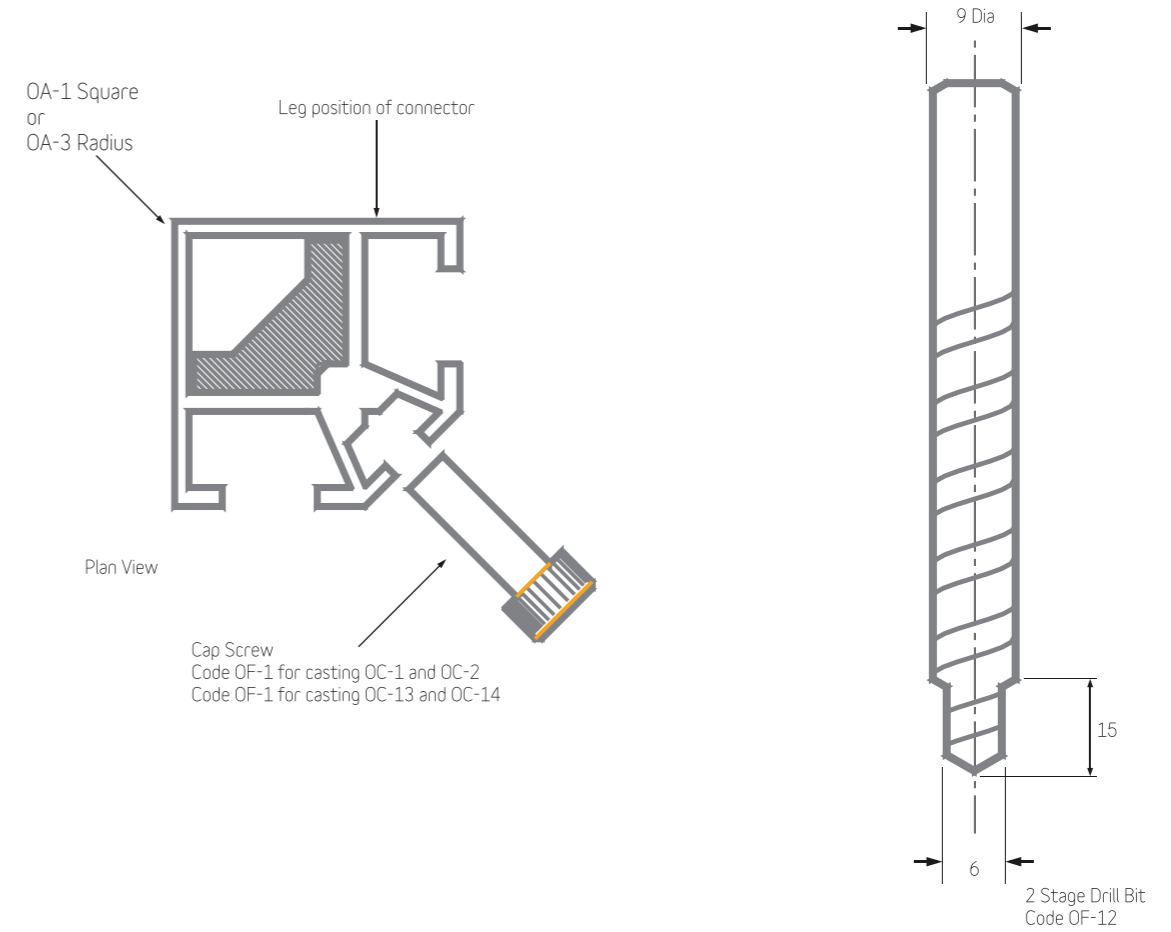 9 Dia
OA-1 Square
or
OA-3 Radius
Leg position of connector
Plan View
Cap Screw
Code OF-1 for casting OC-1 and OC-2
Code OF-1 for casting OC-13 and OC-14
15
6
2 Stage Drill Bit
Code OF-12